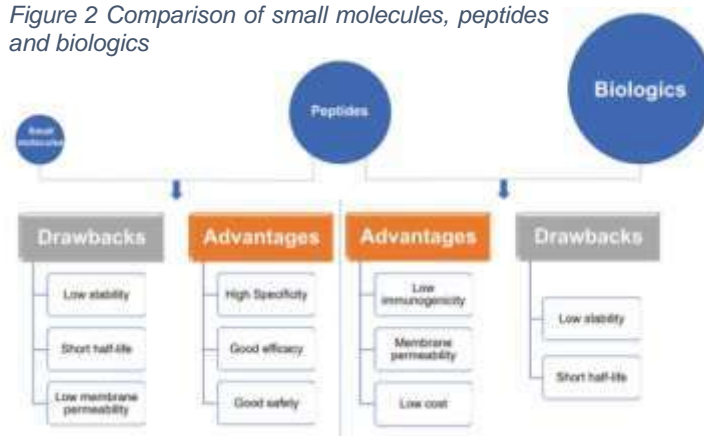 Figure 2 Comparison of small molecules, peptides
and biologics
Small
molecules
Peptides
Biologics
Drawbacks
Advantages
Advantages
Drawbacks
Low stability
Short half-life
Low membrane
permeability
High Specificity
Good efficacy
Good safety
Low
immunogenicity
Membrane
permeability
Low cost
Low stability
Short half-life